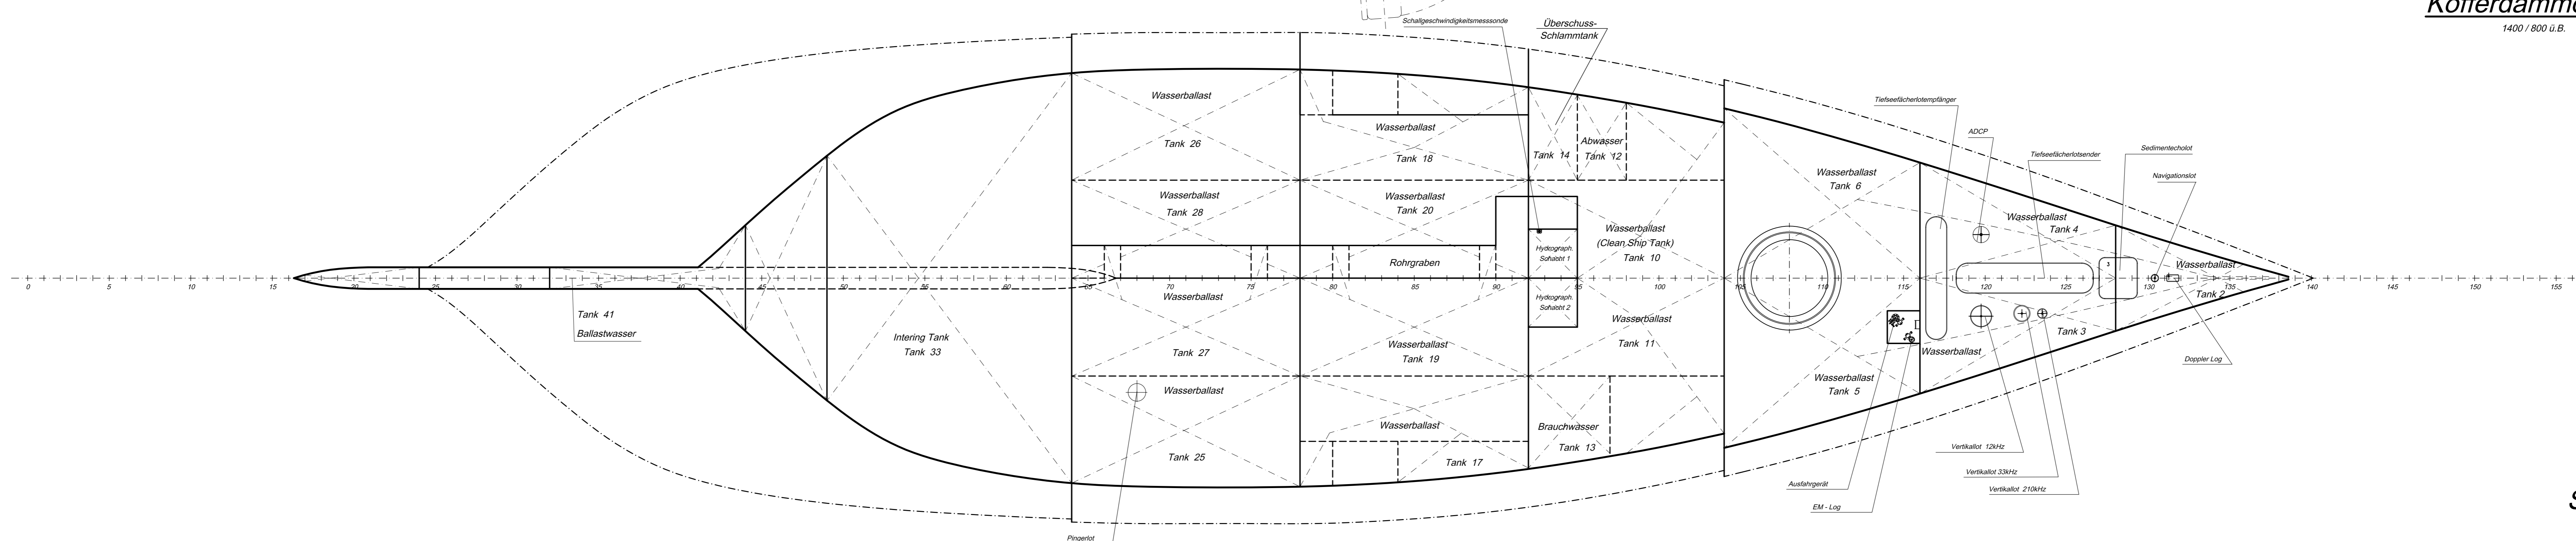 Schallgeschwindigkeitsmesssonde
Überschuss-
Schlammtank
1400 / 800 ü.B.
Wasserballast
Tank 26
Wasserballast
Tank 18
Tank 14
Abwasser
Tank 12
Tiefseefächerlotempfänger
ADCP
Tiefseefächerlotsender
Sedimentecholot
Navigationslot
Wasserballast
Tank 6
Wasserballast
Tank 28
Wasserballast
Tank 20
Wasserballast
(Clean Ship Tank)
Tank 10
Wasserballast
Tank 4
Hydrograph.
Schacht 1
Rohrgraben
Wasserballast
Tank 2
3
0 5 10 15 20 25 30 35 40 45 50 55 60 65 70 75 80 85 90 95 100 105 110 115 120 125 130 135 140 145 150 155
Hydrograph.
Schacht 2
Tank 41
Ballastwasser
Intering Tank
Tank 33
Wasserballast
Tank 27
Wasserballast
Tank 19
Wasserballast
Tank 11
Tank 3
Wasserballast
Doppler Log
Wasserballast
Tank 5
Wasserballast
Tank 25
Wasserballast
Tank 17
Brauchwasser
Tank 13
Vertikallot 12kHz
Vertikallot 33kHz
Vertikallot 210kHz
Ausfahrgerät
EM - Log
Pingerlot